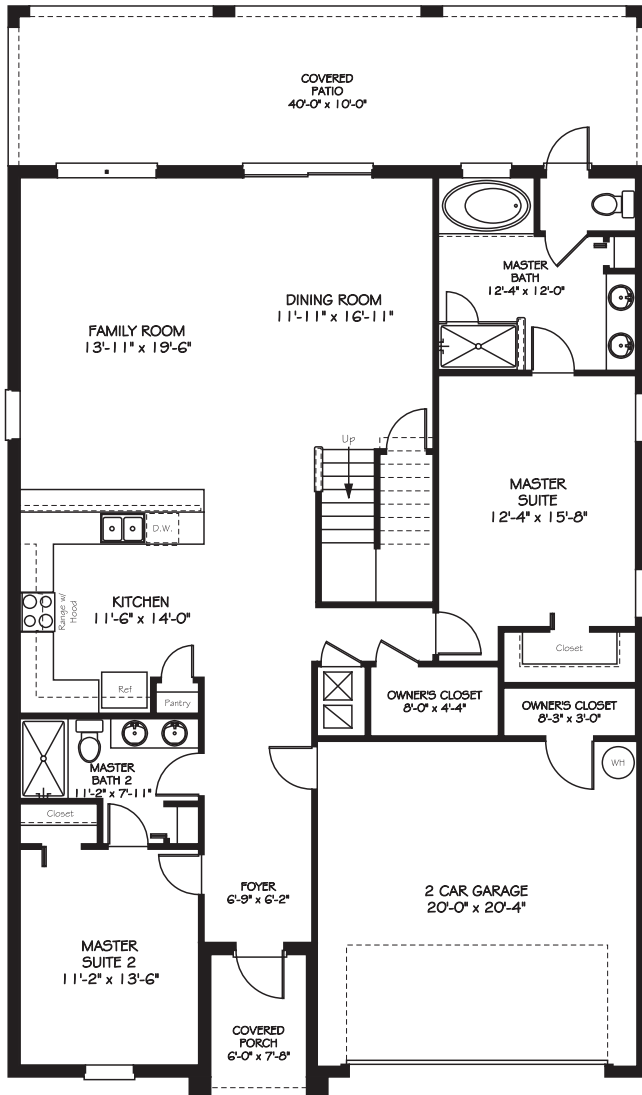 COVERED
PATIO
40'-0" x 10'-0"
MASTER
BATH
12'-4" x 12'-0"
DINING ROOM
11'-11" x 16'-11"
FAMILY ROOM
13'-11" x 19'-6"
Up
MASTER
SUITE
12'-4" x 15'-8"
D.W.
Range w/
Hood
KITCHEN
11'-6" x 14'-0"
Closet
Ref
Pantry
OWNER'S CLOSET
8'-0" x 4'-4"
OWNER'S CLOSET
8'-3" x 3'-0"
WH
MASTER
BATH 2
11'-2" x 7'-11"
Closet
FOYER
6'-9" x 6'-2"
2 CAR GARAGE
20'-0" x 20'-4"
MASTER
SUITE 2
11'-2" x 13'-6"
COVERED
PORCH
6'-0" x 7'-8"